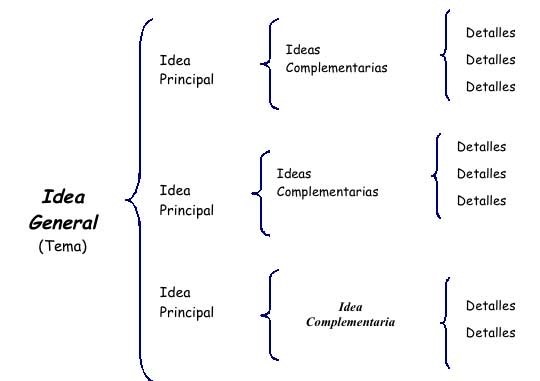 Idea
General
(Tema)
Idea
Principal
Ideas
Complementarias
Detalles
Detalles
Detalles
Idea
Principal
Ideas
Complementarias
Detalles
Detalles
Detalles
Idea
Principal
Idea
Complementaria
Detalles
Detalles